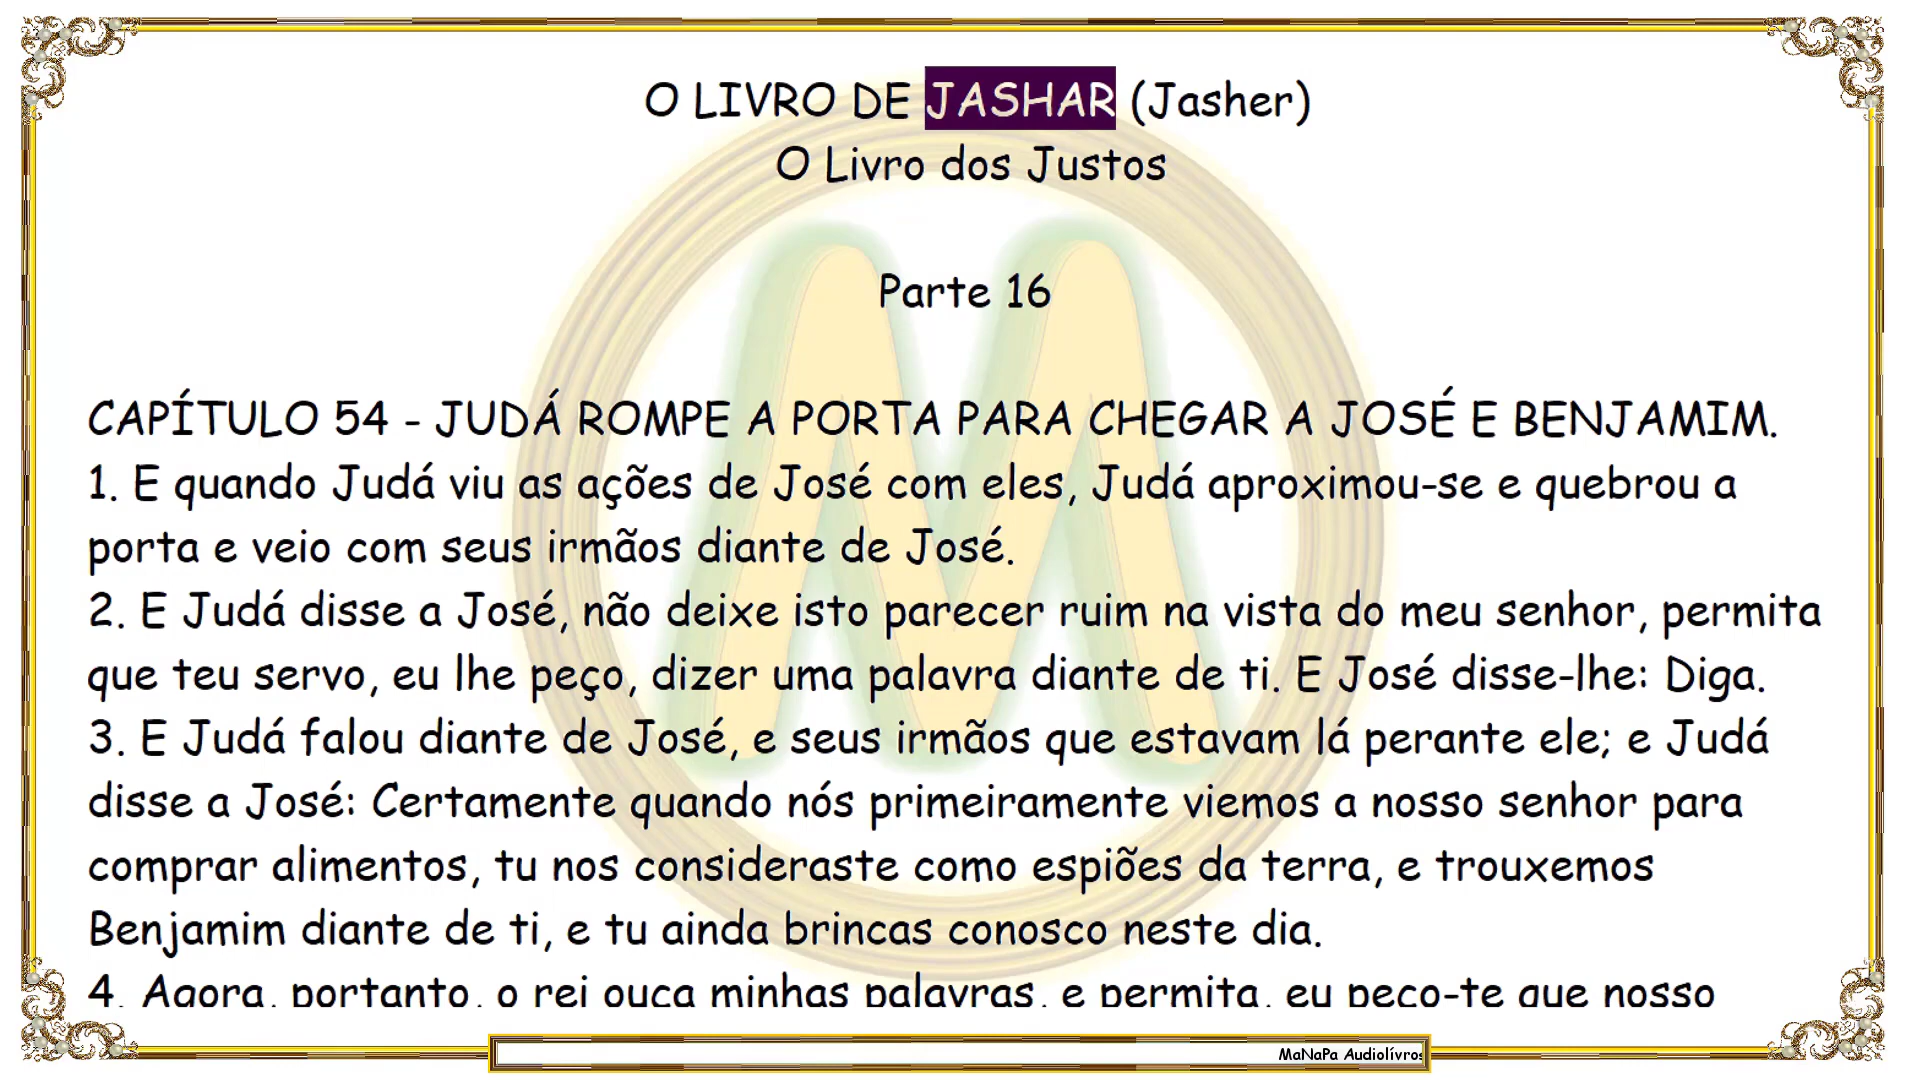 O LIVRO DE JASHAR (Jasher)
O Livro dos Justos
Parte 16
CAPÍTULO 54 - JUDÁ ROMPE A PORTA PARA CHEGAR A JOSÉ E BENJAMIM.
1. E quando Judá viu as ações de José com eles, Judá aproximou-se e quebrou a
porta e veio com seus irmãos diante de José.
2. E Judá disse a José, não deixe isto parecer ruim na vista do meu senhor, permita
que teu servo, eu lhe peço, dizer uma palavra diante de ti. E José disse-lhe: Diga.
3. E Judá falou diante de José, e seus irmãos que estavam lá perante ele; e Judá
disse a José: Certamente quando nós primeiramente viemos a nosso senhor para
comprar alimentos, tu nos consideraste como espiões da terra, e trouxemos
Benjamim diante de ti, e tu ainda brincas conosco neste dia.
4. Agora, portanto, o rei ouça minhas palavras, e permita, eu peço-te que nosso
MaNaPa Audiolívros